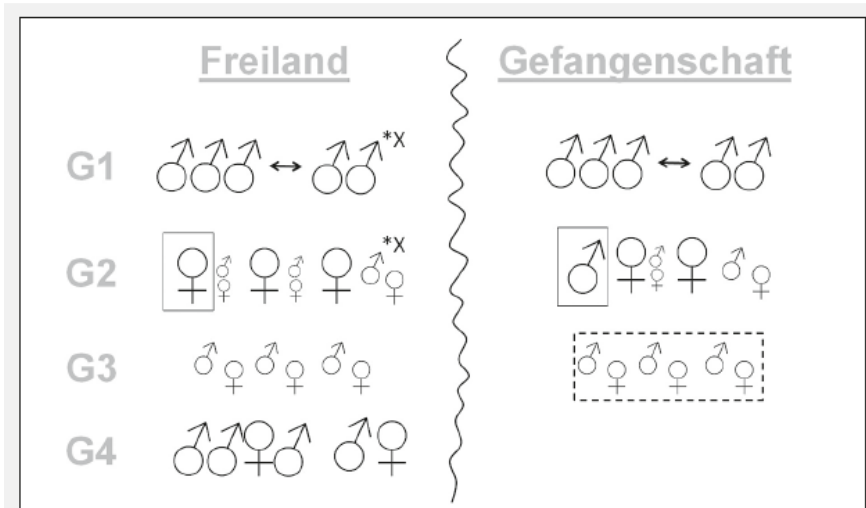 Freiland Gefangenschaft
G1 ♂♂♂ ↔ ♂♂ *X ♂♂♂ ↔ ♂♂
G2 ♀ ♂♀ ♀ ♂♀ ♀ ♂♀ *X ♂ ♀ ♂♀ ♀ ♂♀
G3 ♂♀ ♂♀ ♂♀ ♂♀ ♂♀ ♂♀
G4 ♂♂♀♂ ♂♀